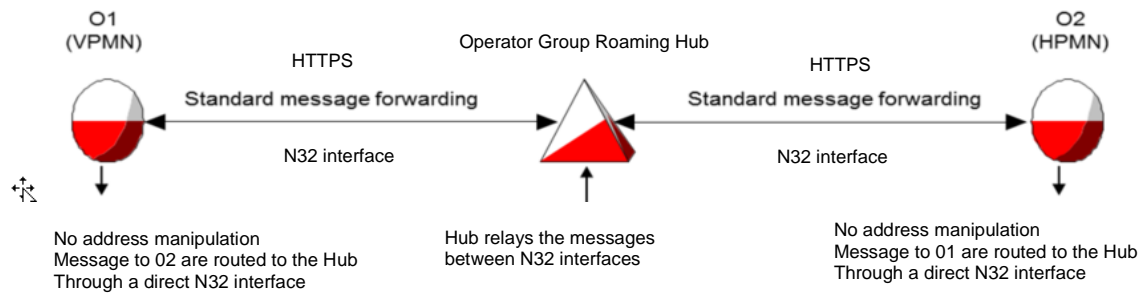 O1
(VPMN)
O2
(HPMN)
Operator Group Roaming Hub
HTTPS
HTTPS
Standard message forwarding
Standard message forwarding
N32 interface
N32 interface
No address manipulation
Message to 02 are routed to the Hub
Through a direct N32 interface
Hub relays the messages
between N32 interfaces
No address manipulation
Message to 01 are routed to the Hub
Through a direct N32 interface